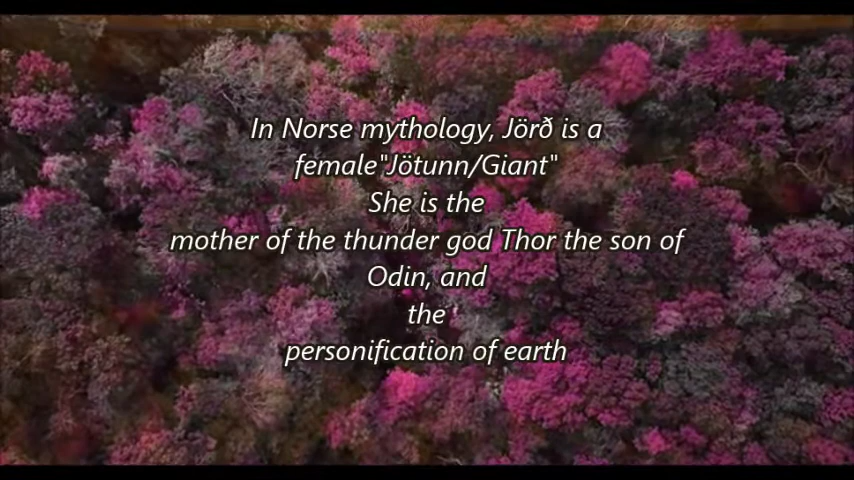 In Norse mythology, Jörð is a
female"Jötunn/Giant"
She is the
mother of the thunder god Thor the son of
Odin, and
the
personification of earth